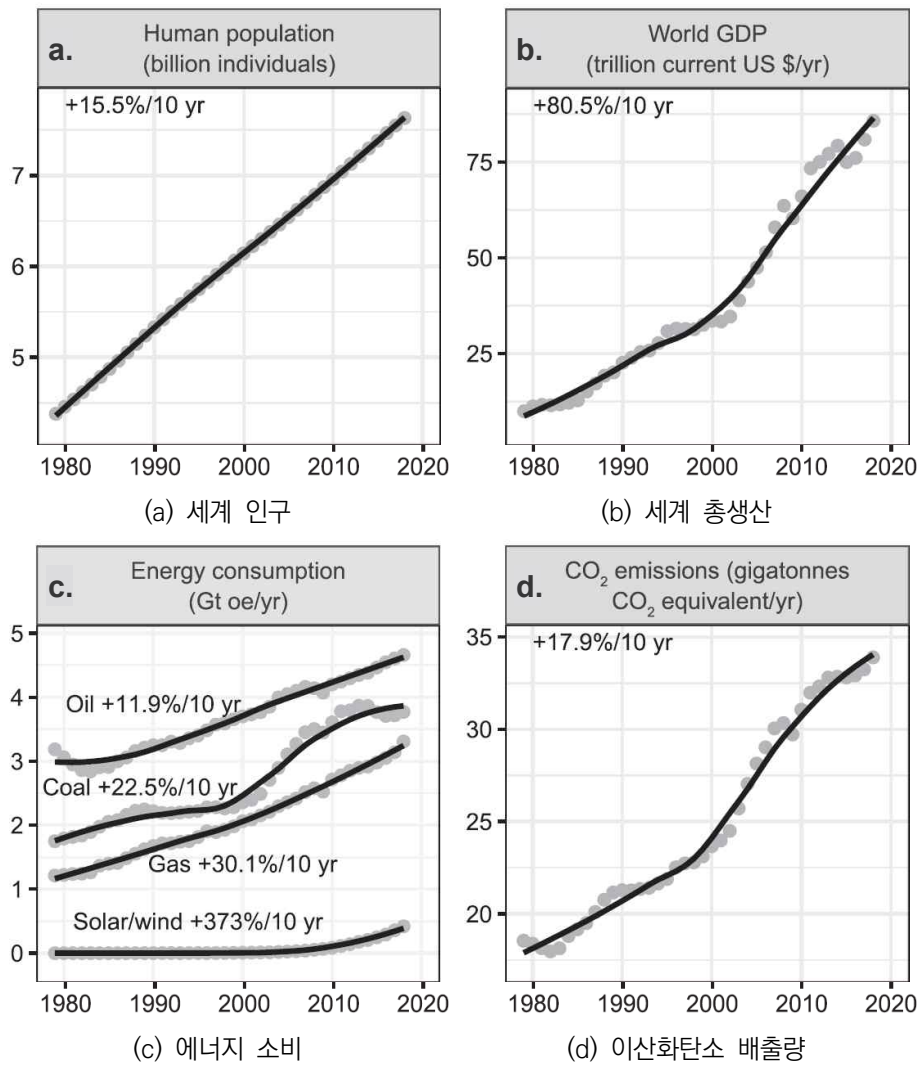 a.
Human population
(billion individuals)
+15.5%/10 yr
7
6
5
1980 1990 2000 2010 2020
(a) 세계 인구
b.
World GDP
(trillion current US $/yr)
+80.5%/10 yr
75
50
25
1980 1990 2000 2010 2020
(b) 세계 총생산
c.
Energy consumption
(Gt oe/yr)
5
4
3
2
1
0
Oil +11.9%/10 yr
Coal +22.5%/10 yr
Gas +30.1%/10 yr
Solar/wind +373%/10 yr
1980 1990 2000 2010 2020
(c) 에너지 소비
d.
CO₂ emissions (gigatonnes
CO₂ equivalent/yr)
+17.9%/10 yr
35
30
25
20
1980 1990 2000 2010 2020
(d) 이산화탄소 배출량